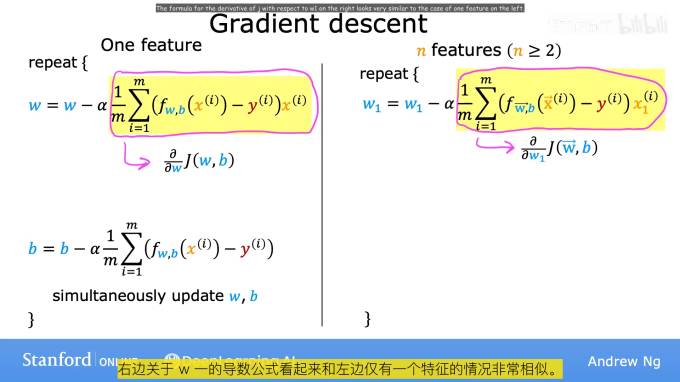 The formula for the derivative of j with respect to w1 on the right looks very similar to the case of one feature on the left.
Gradient descent
One feature
repeat {
w = w − α 1/m ∑_{i=1}^{m} (f_{w,b}(x^{(i)}) − y^{(i)})x^{(i)}
∂/∂w J(w, b)
b = b − α 1/m ∑_{i=1}^{m} (f_{w,b}(x^{(i)}) − y^{(i)})
simultaneously update w, b
}
n features (n ≥ 2)
repeat {
w₁ = w₁ − α 1/m ∑_{i=1}^{m} (f_{w⃗,b}(x⃗^{(i)}) − y^{(i)}) x₁^{(i)}
∂/∂w₁ J(w⃗, b)
}
bilibili
Stanford ONLINE DeepLearning.AI Andrew Ng
右边关于 w 一的导数公式看起来和左边仅有一个特征的情况非常相似。